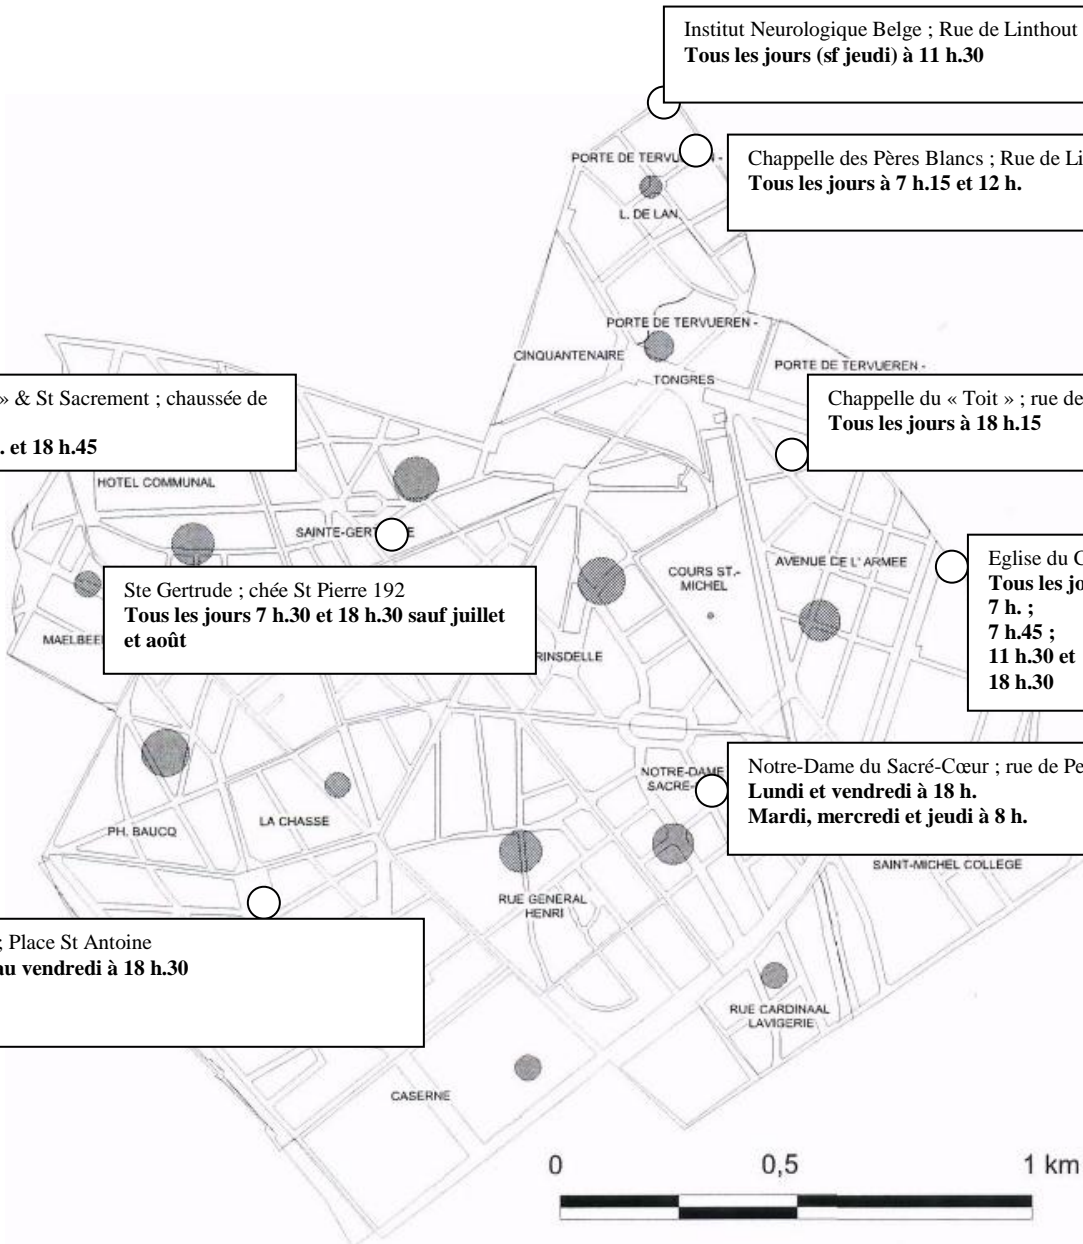 Institut Neurologique Belge ; Rue de Linthout
Tous les jours (sf jeudi) à 11 h.30
PORTE DE TERVU N -
Chappelle des Pères Blancs ; Rue de Li
Tous les jours à 7 h.15 et 12 h.
L. DE LAN
PORTE DE TERVUEREN -
CINQUANTENAIRE
TONGRES
PORTE DE TERVUEREN -
» & St Sacrement ; chaussée de
. et 18 h.45
Chappelle du « Toit » ; rue de
Tous les jours à 18 h.15
HOTEL COMMUNAL
SAINTE-GERT E
Ste Gertrude ; chée St Pierre 192
Tous les jours 7 h.30 et 18 h.30 sauf juillet
et août
COURS ST.-
MICHEL
AVENUE DE L' ARMEE
Eglise du C
Tous les jo
7 h. ;
7 h.45 ;
11 h.30 et
18 h.30
MAELBEE
RINSDELLE
NOTRE-DAME
SACRE-
Notre-Dame du Sacré-Cœur ; rue de Pe
Lundi et vendredi à 18 h.
Mardi, mercredi et jeudi à 8 h.
PH. BAUCQ
LA CHASSE
SAINT-MICHEL COLLEGE
RUE GENERAL
HENRI
; Place St Antoine
au vendredi à 18 h.30
RUE CARDINAAL
LAVIGERIE
CASERNE
0 0,5 1 km